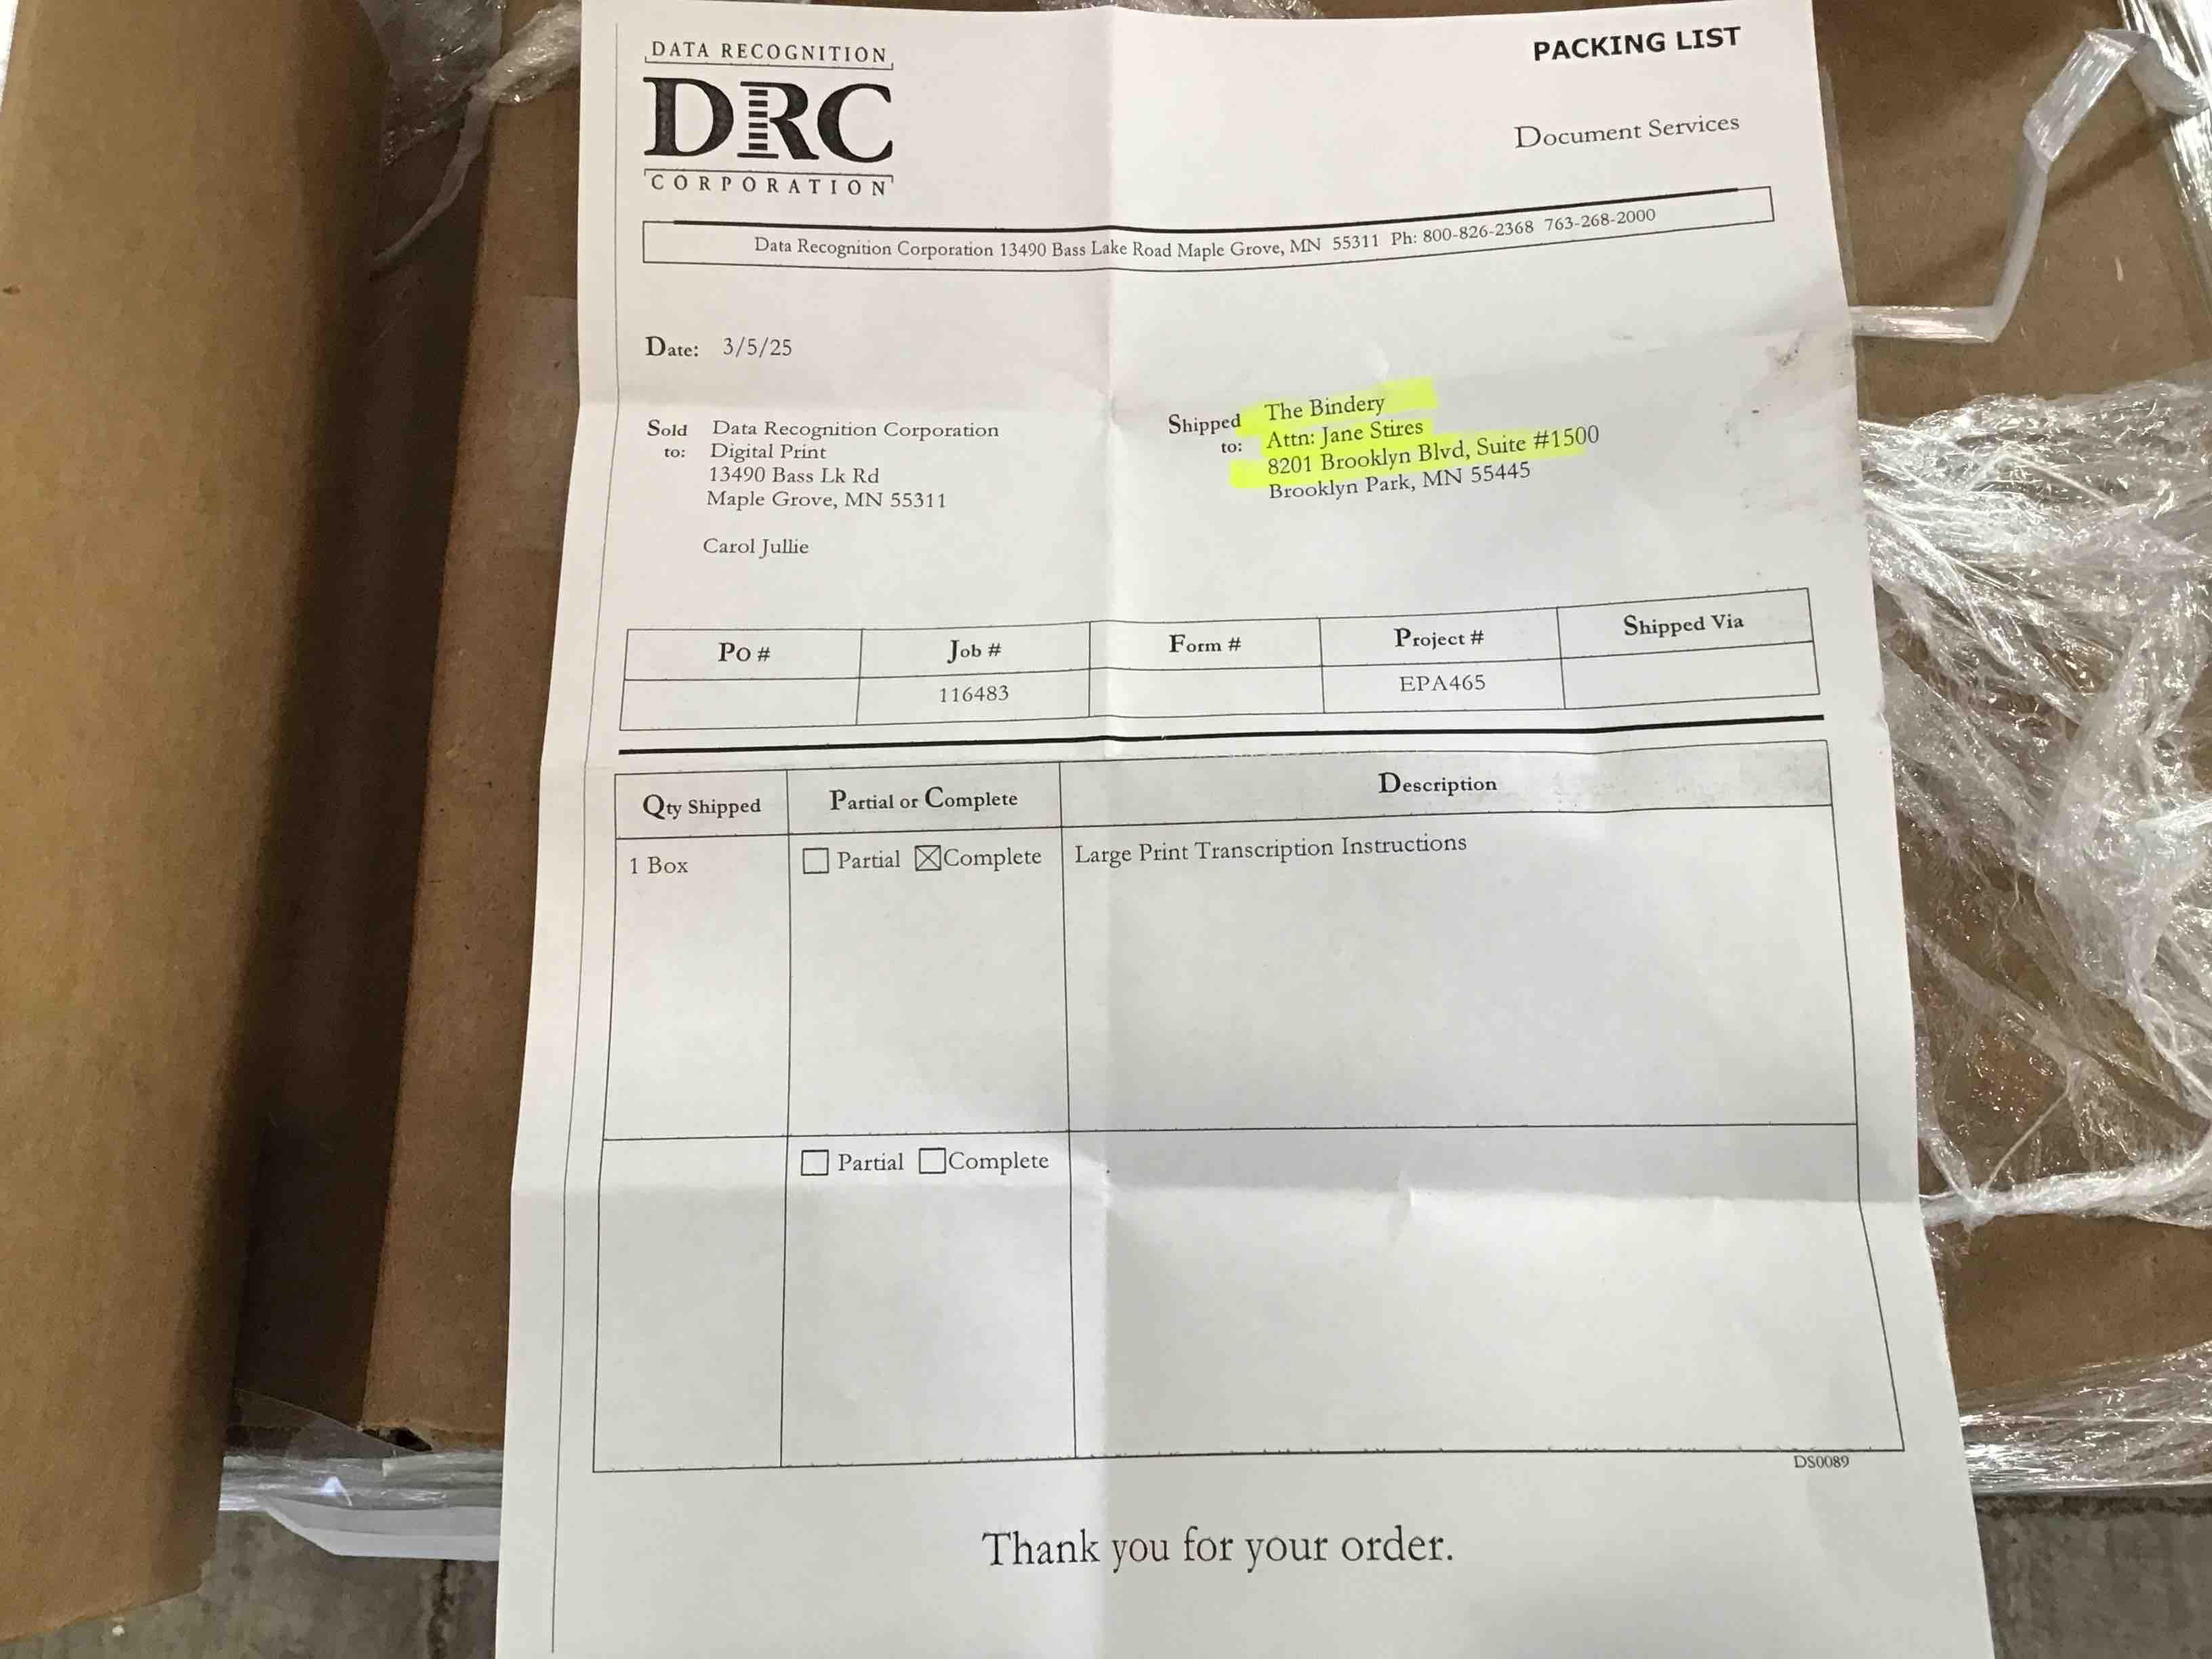 DATA RECOGNITION
DRC
CORPORATION
PACKING LIST
Document Services
Data Recognition Corporation 13490 Bass Lake Road Maple Grove, MN 55311 Ph: 800-826-2368 763-268-2000
Date: 3/5/25
Sold to:
Data Recognition Corporation
Digital Print
13490 Bass Lk Rd
Maple Grove, MN 55311
Carol Jullie
Shipped to:
The Bindery
Attn: Jane Stires
8201 Brooklyn Blvd, Suite #1500
Brooklyn Park, MN 55445
Po # Job # Form # Project # Shipped Via
116483 EPA465
Qty Shipped Partial or Complete Description
1 Box Partial Complete Large Print Transcription Instructions
Partial Complete
DS0089
Thank you for your order.